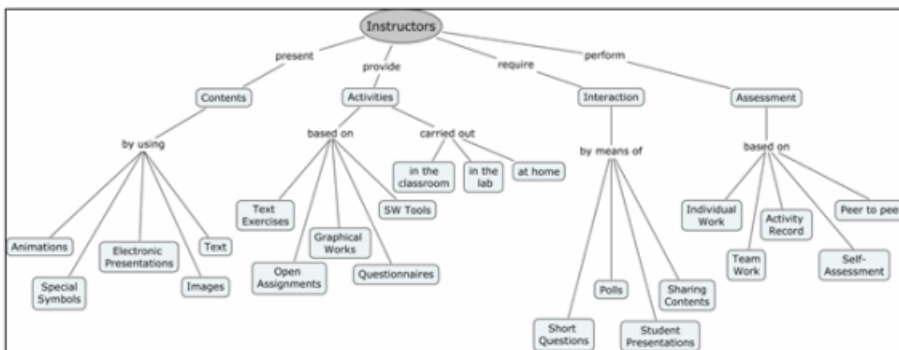 Instructors
present
provide
require
perform
Contents
Activities
Interaction
Assessment
by using
based on
carried out
by means of
based on
in the
classroom
in the
lab
at home
Animations
Special
Symbols
Electronic
Presentations
Images
Text
Text
Exercises
Open
Assignments
Graphical
Works
Questionnaires
SW Tools
Short
Questions
Polls
Student
Presentations
Sharing
Contents
Individual
Work
Team
Work
Activity
Record
Self-
Assessment
Peer to peer